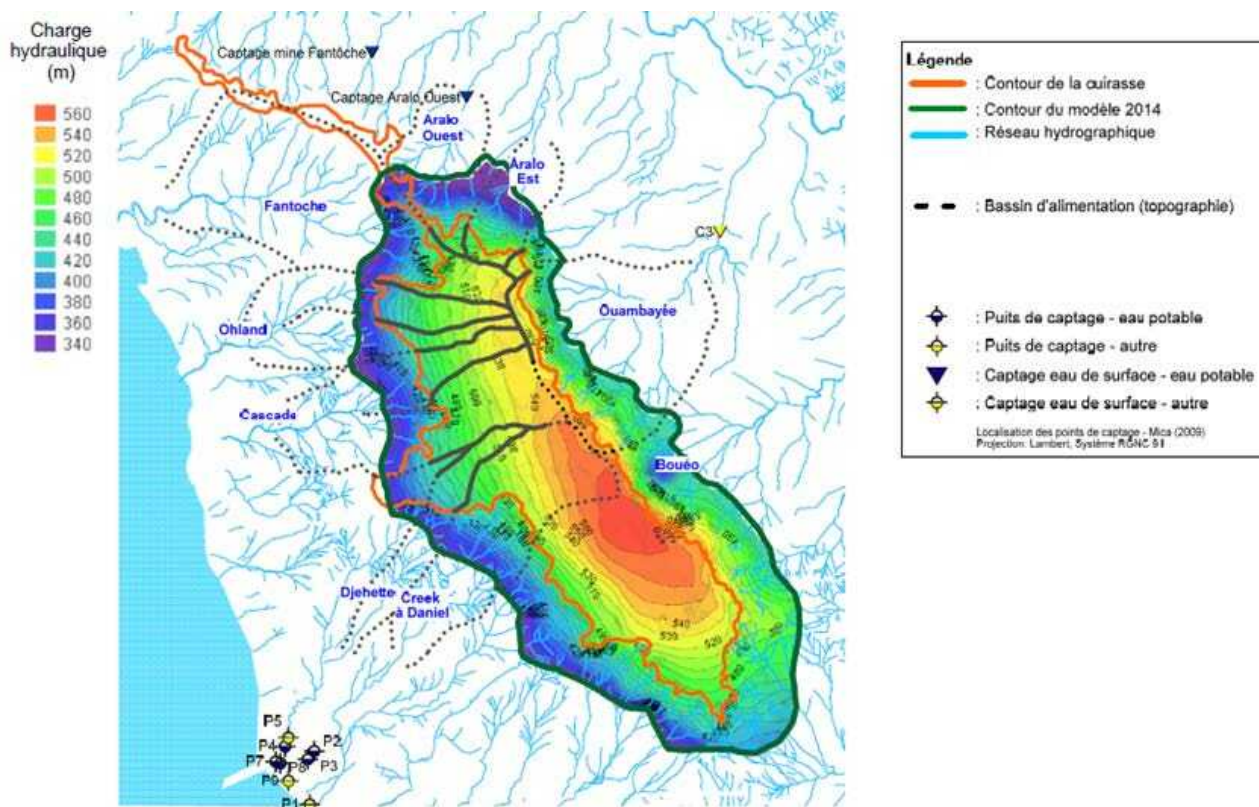 Charge
hydraulique
(m)
560
540
520
500
480
460
440
420
400
380
360
340
Captage mine Fantôche
Captage Aralo Ouest
Aralo
Ouest
Aralo
Est
Fantoche
C3
Ouambayée
Ohland
Cascade
Bouéo
Djehette
Creek
à Daniel
540
530
520
P5
P4
P2
P7
P8
P3
P9
P1
Légende
: Contour de la cuirasse
: Contour du modèle 2014
: Réseau hydrographique
: Bassin d'alimentation (topographie)
: Puits de captage - eau potable
: Puits de captage - autre
: Captage eau de surface - eau potable
: Captage eau de surface - autre
Localisation des points de captage - Mica (2009)
Projection: Lambert, Système RGNC 91